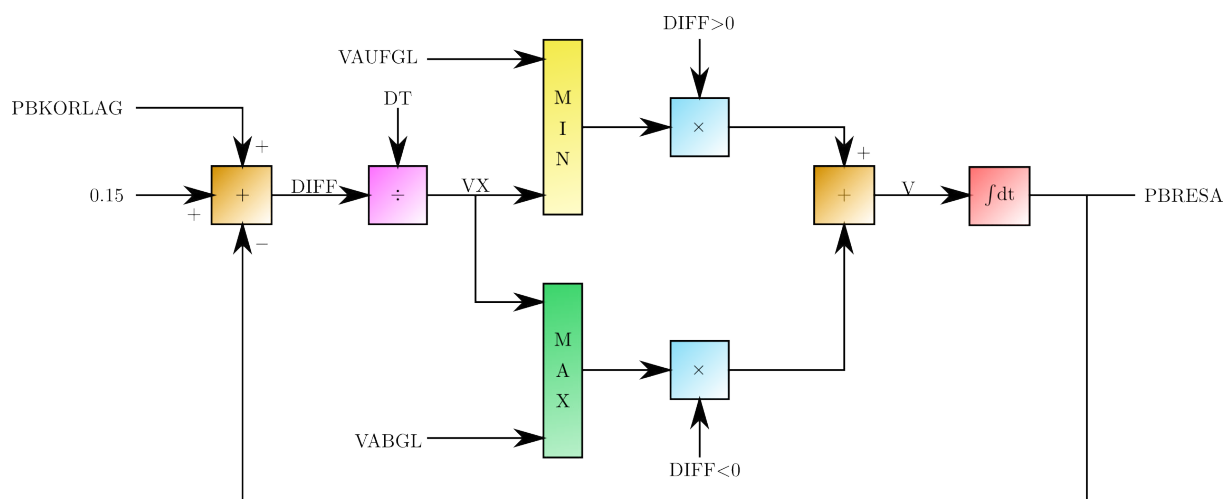 DIFF>0
VAUFGL
PBKORLAG
DT
M
I
N
×
+
+
0.15
+
+
DIFF
÷
VX
−
+
V
∫dt
PBRESA
M
A
X
×
VABGL
DIFF<0